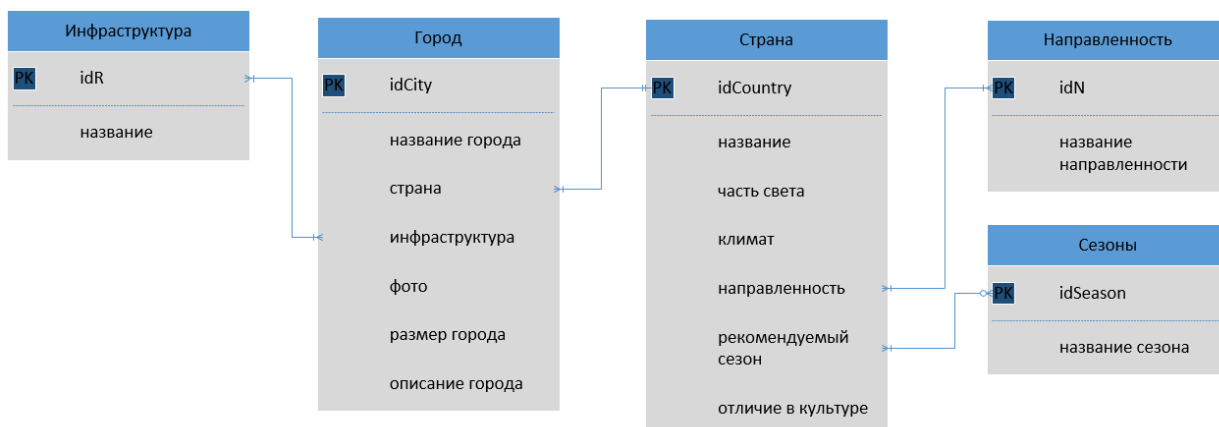 Инфраструктура
PK idR
название
Город
PK idCity
название города
страна
инфраструктура
фото
размер города
описание города
Страна
PK idCountry
название
часть света
климат
направленность
рекомендуемый
сезон
отличие в культуре
Направленность
PK idN
название
направленности
Сезоны
PK idSeason
название сезона